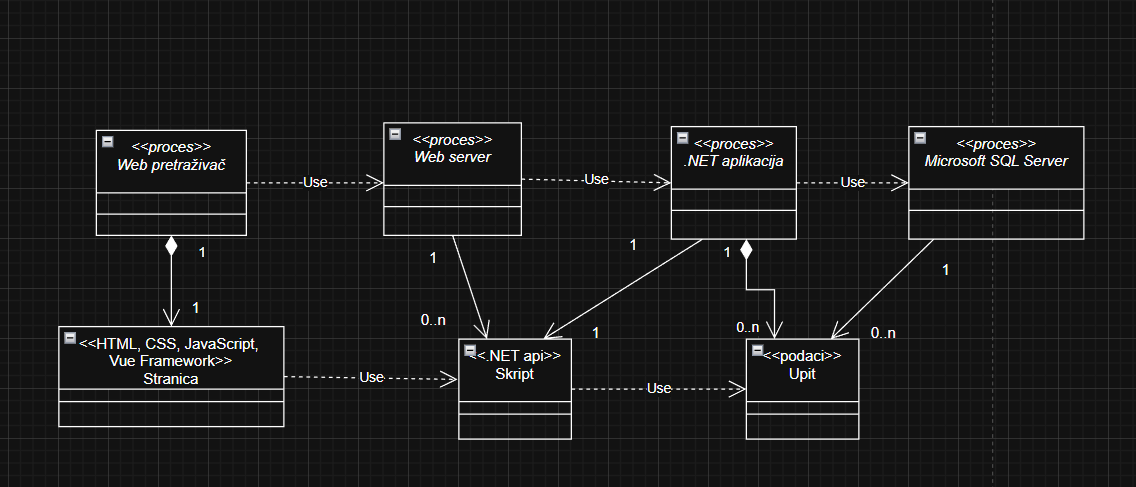 <<proces>>
Web pretraživač
<<proces>>
Web server
<<proces>>
.NET aplikacija
<<proces>>
Microsoft SQL Server
Use
Use
Use
1
1
1
0..n
1
1
1
0..n
1
0..n
<<HTML, CSS, JavaScript,
Vue Framework>>
Stranica
Use
<<.NET api>>
Skript
Use
<<podaci>>
Upit